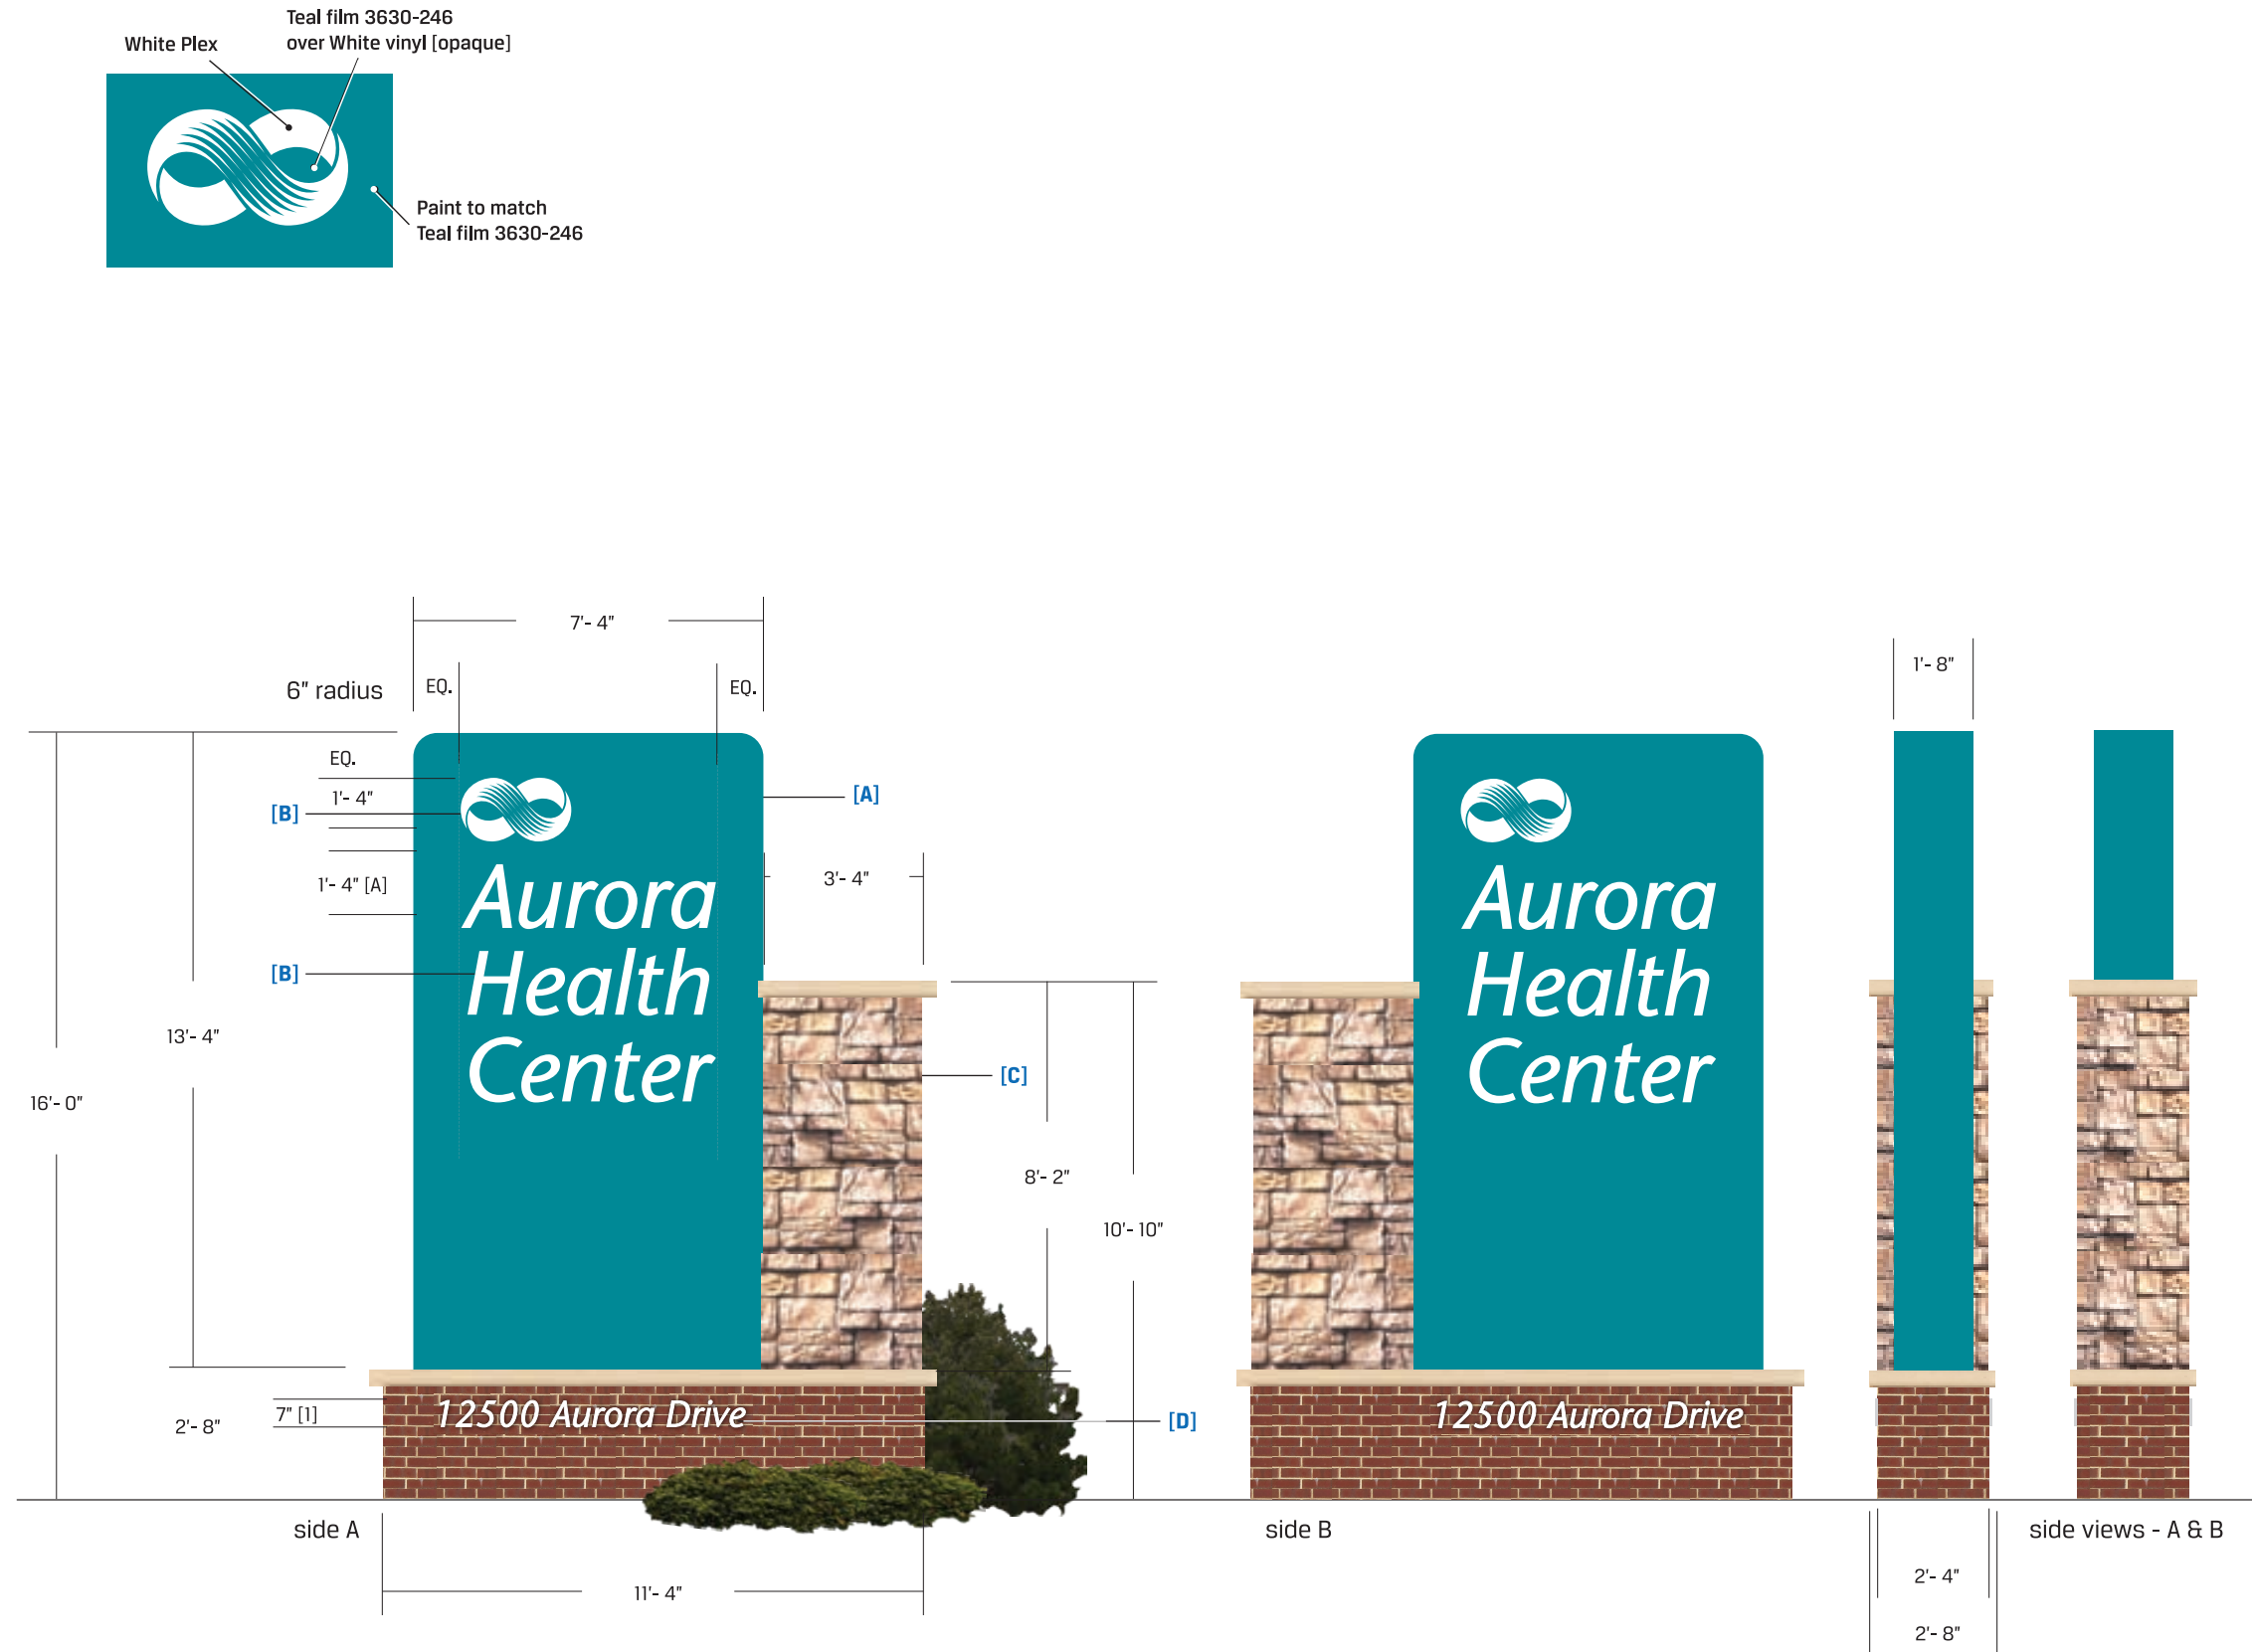 Teal film 3630-246
over White vinyl [opaque]
White Plex
Paint to match
Teal film 3630-246
7'- 4"
6" radius
EQ.
EQ.
1'- 8"
EQ.
1'- 4"
[B]
[A]
1'- 4" [A]
3'- 4"
Aurora
Health
Center
[B]
13'- 4"
16'- 0"
[C]
8'- 2"
10'- 10"
2'- 8"
7" [1]
12500 Aurora Drive
[D]
side A
11'- 4"
Aurora
Health
Center
12500 Aurora Drive
side B
side views - A & B
2'- 4"
2'- 8"